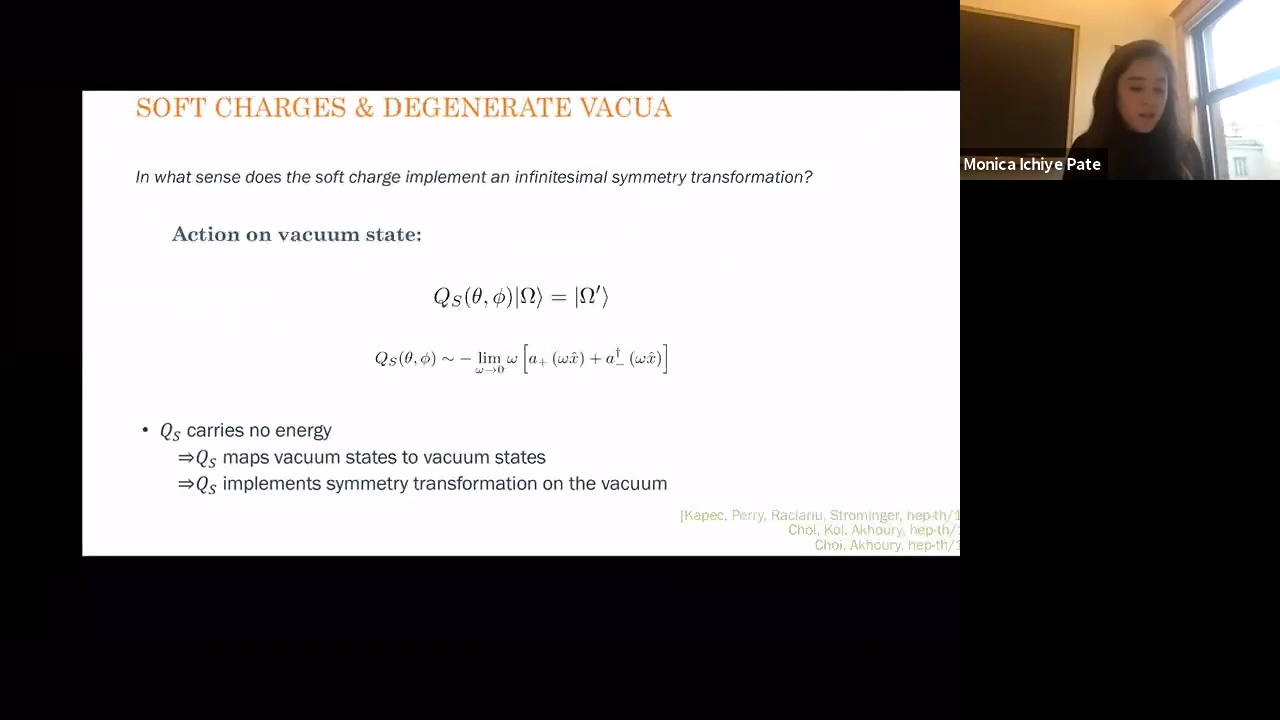 SOFT CHARGES & DEGENERATE VACUA
In what sense does the soft charge implement an infinitesimal symmetry transformation?
Action on vacuum state:
Q_S(θ, ϕ)|Ω⟩ = |Ω′⟩
Q_S(θ, ϕ) ∼ − lim_{ω→0} ω [a_+ (ωx̂) + a_−^† (ωx̂)]
• Q_S carries no energy
⇒Q_S maps vacuum states to vacuum states
⇒Q_S implements symmetry transformation on the vacuum
[Kapec, Perry, Raclariu, Strominger, hep-th/1
Choi, Kol, Akhoury, hep-th/1
Choi, Akhoury, hep-th/1
Monica Ichiye Pate